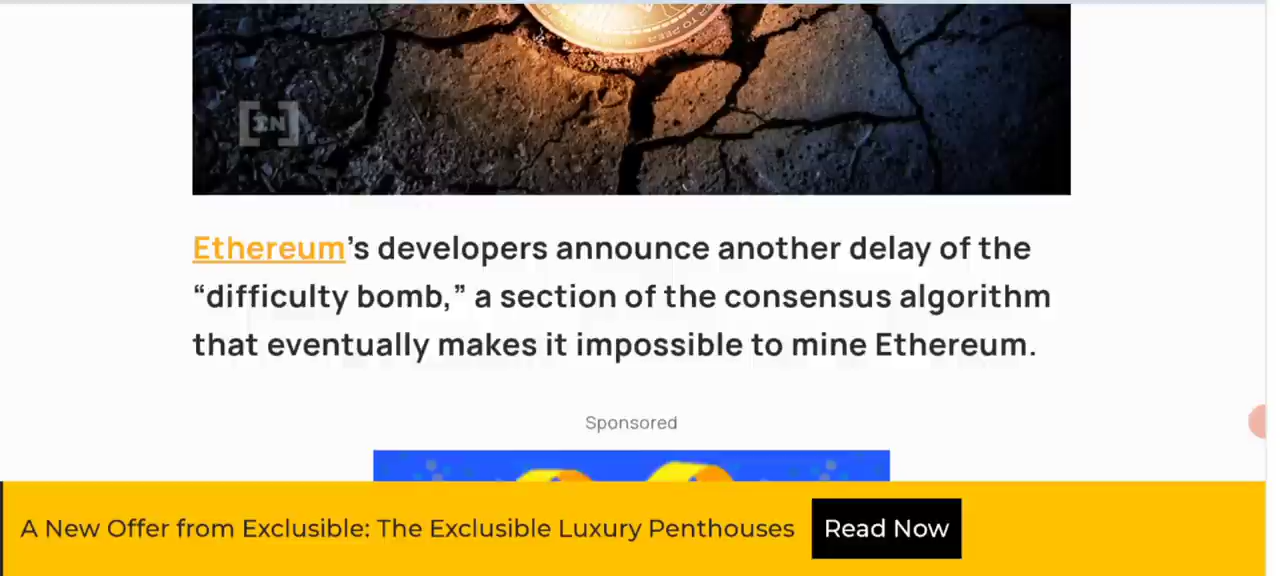 [IN]
Ethereum's developers announce another delay of the
“difficulty bomb,” a section of the consensus algorithm
that eventually makes it impossible to mine Ethereum.
Sponsored
A New Offer from Exclusible: The Exclusible Luxury Penthouses
Read Now